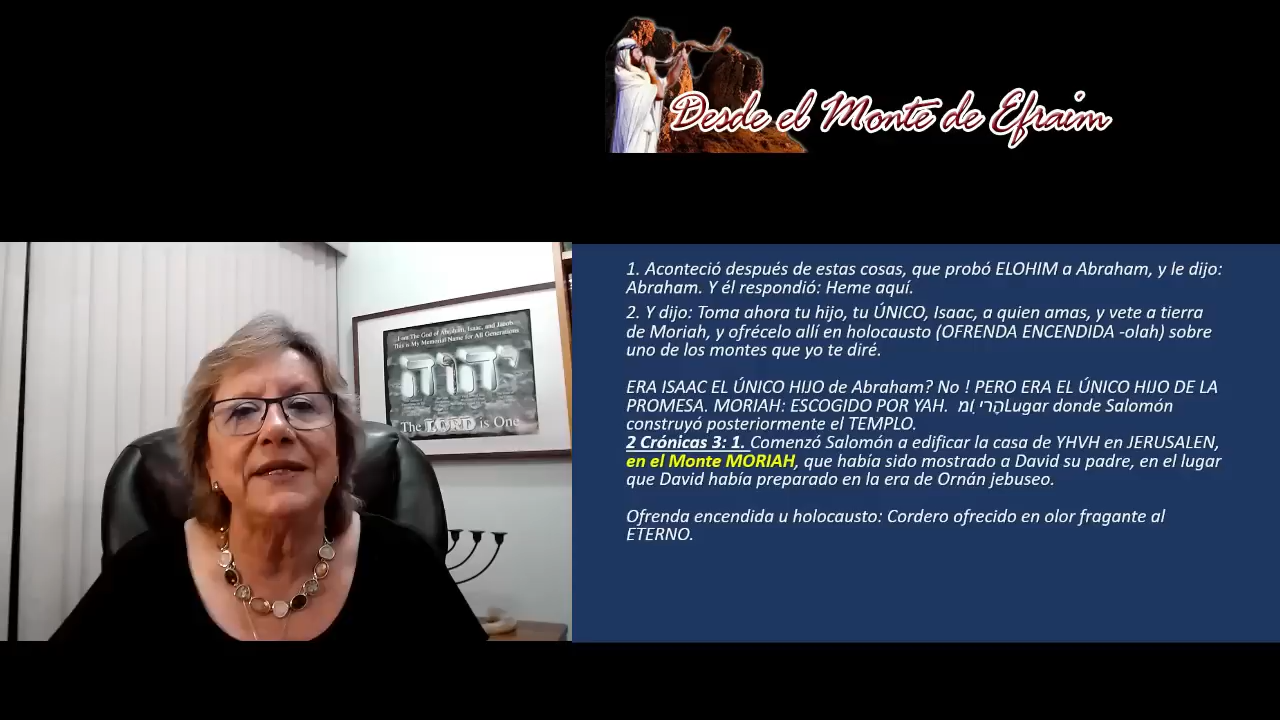 Desde el Monte de Efraim
I am the God of Abraham, Isaac, and Jacob
This is My Memorial Name for All Generations
יהוה
The LORD is One
1. Aconteció después de estas cosas, que probó ELOHIM a Abraham, y le dijo:
Abraham. Y él respondió: Heme aquí.
2. Y dijo: Toma ahora tu hijo, tu ÚNICO, Isaac, a quien amas, y vete a tierra
de Moriah, y ofrécelo allí en holocausto (OFRENDA ENCENDIDA -olah) sobre
uno de los montes que yo te diré.
ERA ISAAC EL ÚNICO HIJO de Abraham? No ! PERO ERA EL ÚNICO HIJO DE LA
PROMESA. MORIAH: ESCOGIDO POR YAH. Lugar donde Salomón
construyó posteriormente el TEMPLO.
2 Crónicas 3: 1. Comenzó Salomón a edificar la casa de YHVH en JERUSALEN,
en el Monte MORIAH, que había sido mostrado a David su padre, en el lugar
que David había preparado en la era de Ornán jebuseo.
Ofrenda encendida u holocausto: Cordero ofrecido en olor fragante al
ETERNO.